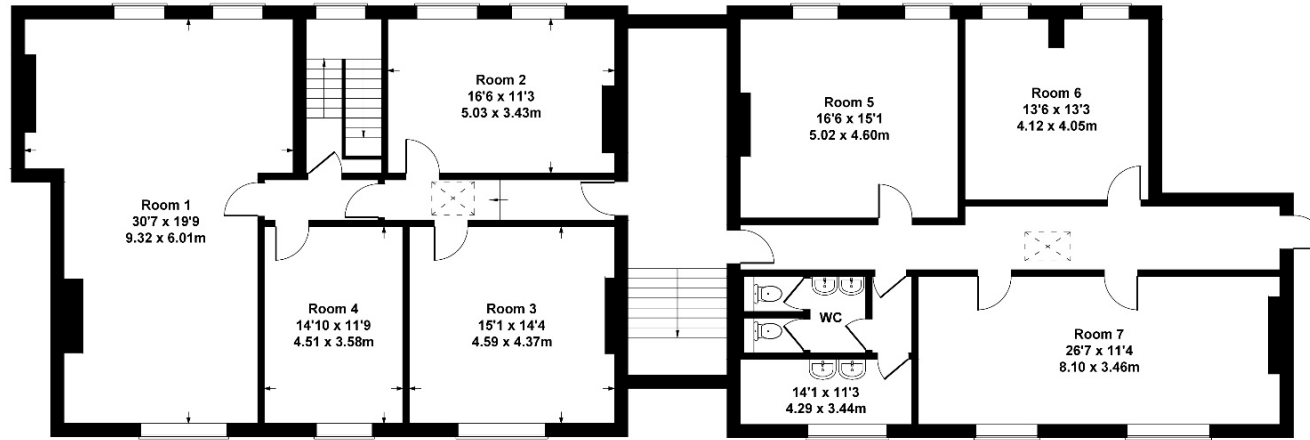 Room 1
30'7 x 19'9
9.32 x 6.01m
Room 2
16'6 x 11'3
5.03 x 3.43m
Room 5
16'6 x 15'1
5.02 x 4.60m
Room 6
13'6 x 13'3
4.12 x 4.05m
Room 4
14'10 x 11'9
4.51 x 3.58m
Room 3
15'1 x 14'4
4.59 x 4.37m
WC
14'1 x 11'3
4.29 x 3.44m
Room 7
26'7 x 11'4
8.10 x 3.46m